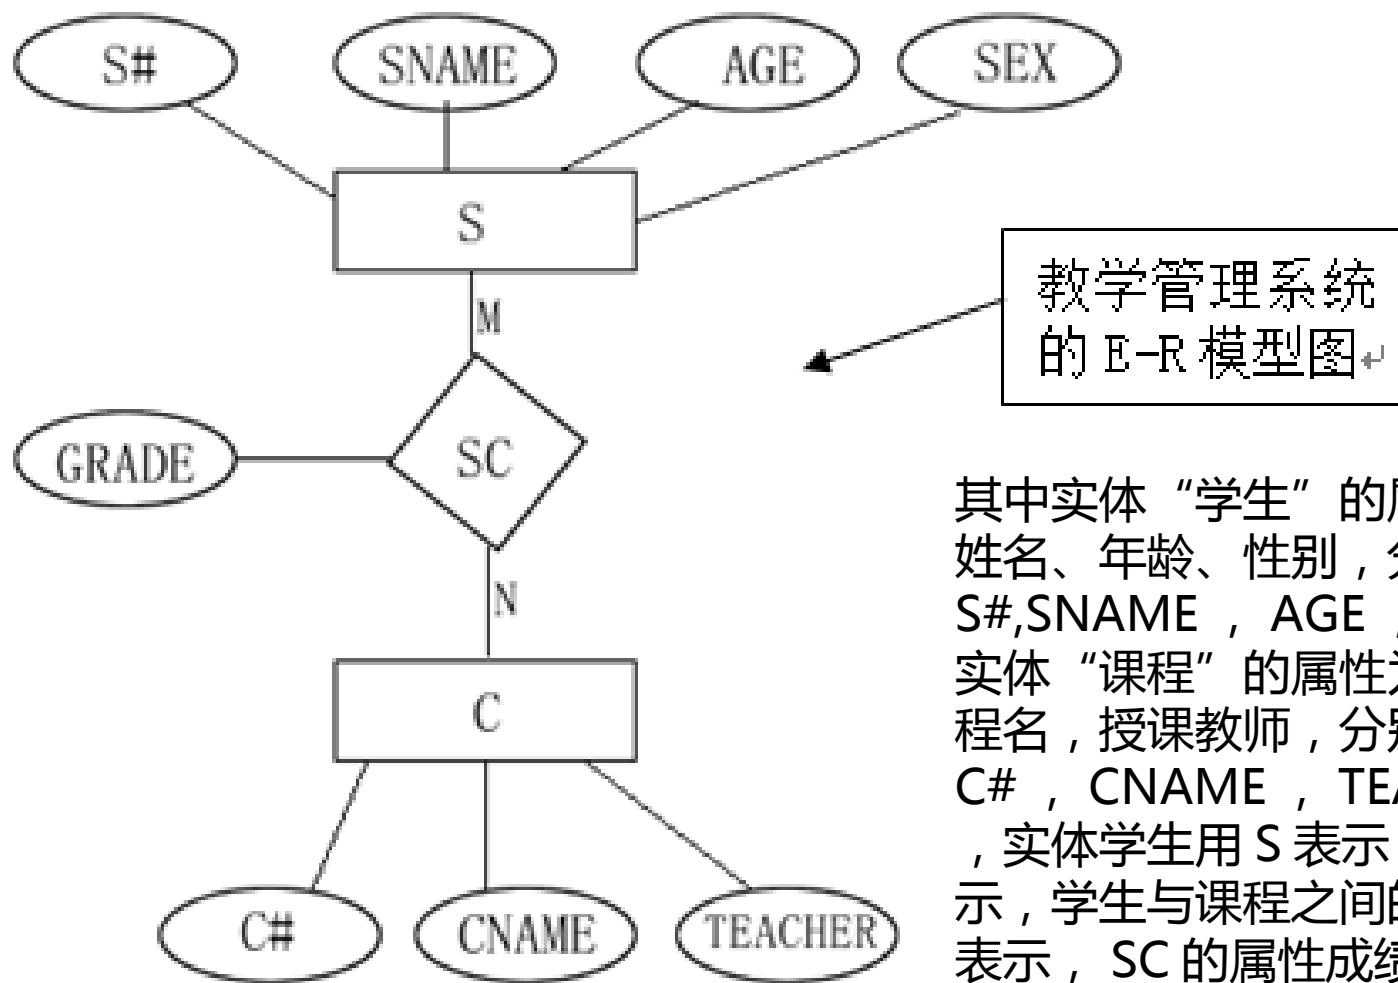 S#
SNAME
AGE
SEX
S
M
教学管理系统
的 E-R 模型图↵
GRADE
SC
N
C
C#
CNAME
TEACHER
其中实体“学生”的
姓名、年龄、性别，
S#,SNAME ， AGE ，
实体“课程”的属性
程名，授课教师，分
C# ， CNAME ，
，实体学生用 S 表示
示，学生与课程之间
表示， SC 的属性成